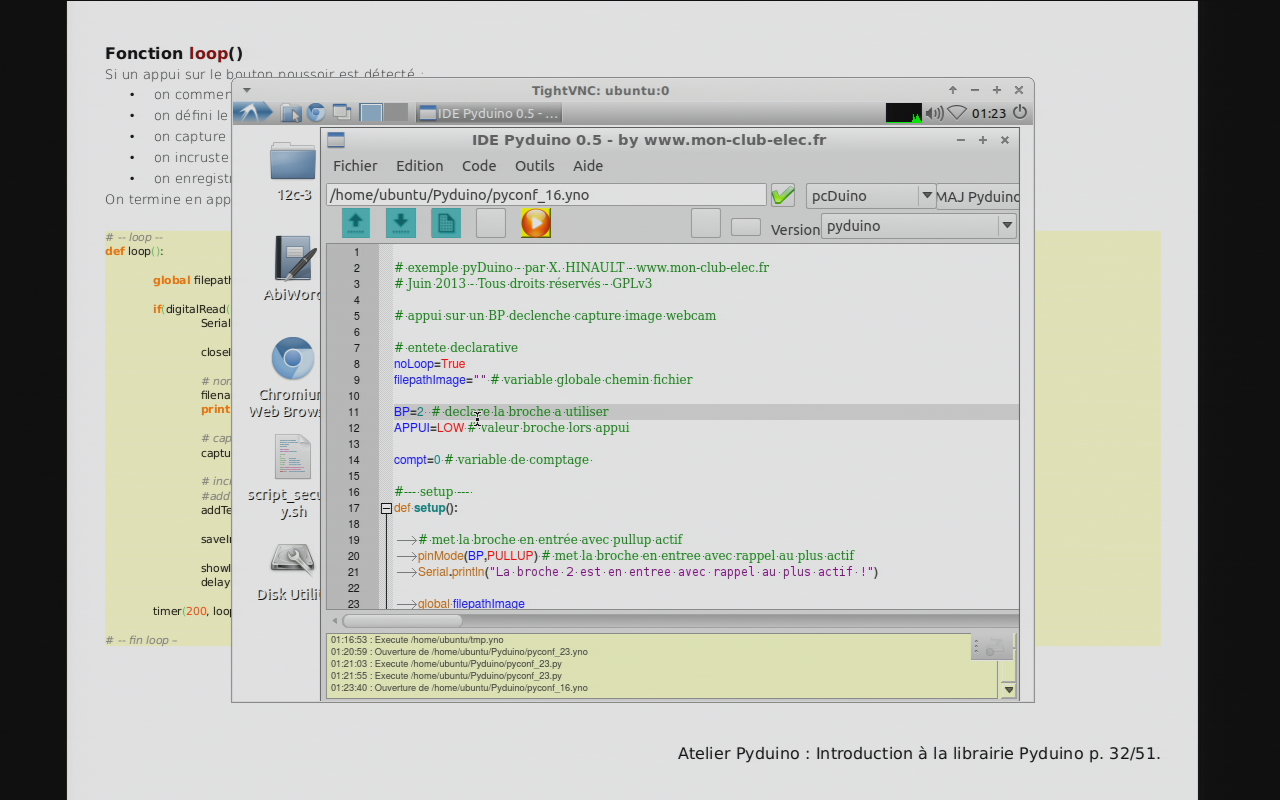 Fonction loop()
Si un appui sur le bouton poussoir est détecté :
• on commen
• on défini le
• on capture
• on incruste
• on enregist
On termine en app
# -- loop --
def loop():
global filepath
if(digitalRead(
Serial
closeI
# nor
filena
print
# cap
captu
# incr
#add
addTe
saveI
showI
delay
timer(200, loop
# -- fin loop –
TightVNC: ubuntu:0
IDE Pyduino 0.5 - ...
01:23
12c-3
AbiWord
Chromium
Web Brows
script_secu
y.sh
Disk Utili
IDE Pyduino 0.5 - by www.mon-club-elec.fr
Fichier Edition Code Outils Aide
/home/ubuntu/Pyduino/pyconf_16.yno
pcDuino
MAJ Pyduino
Version
pyduino
1
2 # exemple pyDuino - par X. HINAULT - www.mon-club-elec.fr
3 # Juin 2013 - Tous droits réservés - GPLv3
4
5 # appui sur un BP declenche capture image webcam
6
7 # entete declarative
8 noLoop=True
9 filepathImage="" # variable globale chemin fichier
10
11 BP=2 # declare la broche a utiliser
12 APPUI=LOW # valeur broche lors appui
13
14 compt=0 # variable de comptage
15
16 #--- setup ---
17 def setup():
18
19 # met la broche en entrée avec pullup actif
20 pinMode(BP,PULLUP) # met la broche en entree avec rappel au plus actif
21 Serial.println("La broche 2 est en entree avec rappel au plus actif !")
22
23 global filepathImage
01:16:53 : Execute /home/ubuntu/tmp.yno
01:20:59 : Ouverture de /home/ubuntu/Pyduino/pyconf_23.yno
01:21:03 : Execute /home/ubuntu/Pyduino/pyconf_23.py
01:21:55 : Execute /home/ubuntu/Pyduino/pyconf_23.py
01:23:40 : Ouverture de /home/ubuntu/Pyduino/pyconf_16.yno
Atelier Pyduino : Introduction à la librairie Pyduino p. 32/51.